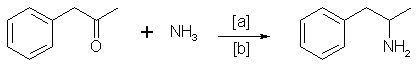 O + NH3 [a]
[b]
NH2